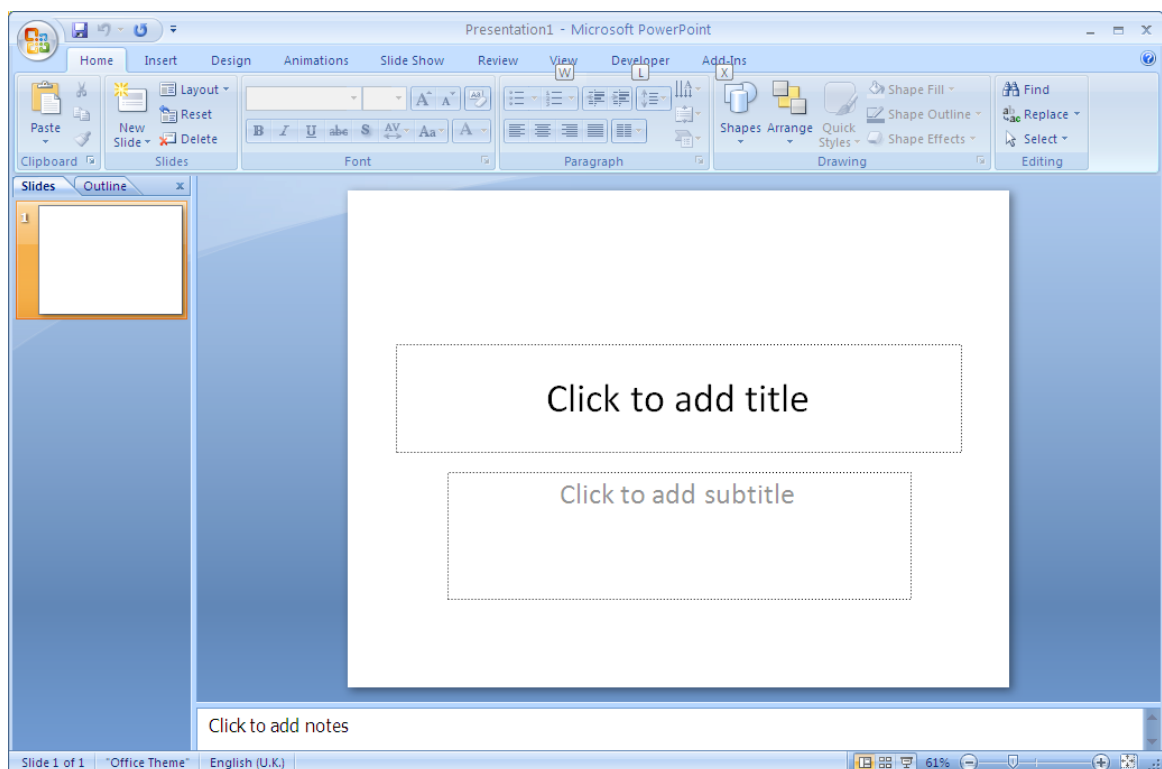 Presentation1 - Microsoft PowerPoint
Home Insert Design Animations Slide Show Review View Developer Add-Ins
W L X
Paste
Clipboard
New
Slide
Layout
Reset
Delete
Slides
B I U abe S AV Aa A
Font
Paragraph
Shapes Arrange Quick
Styles
Shape Fill
Shape Outline
Shape Effects
Drawing
Find
Replace
Select
Editing
Slides Outline x
1
Click to add title
Click to add subtitle
Click to add notes
Slide 1 of 1 "Office Theme" English (U.K.) 61%